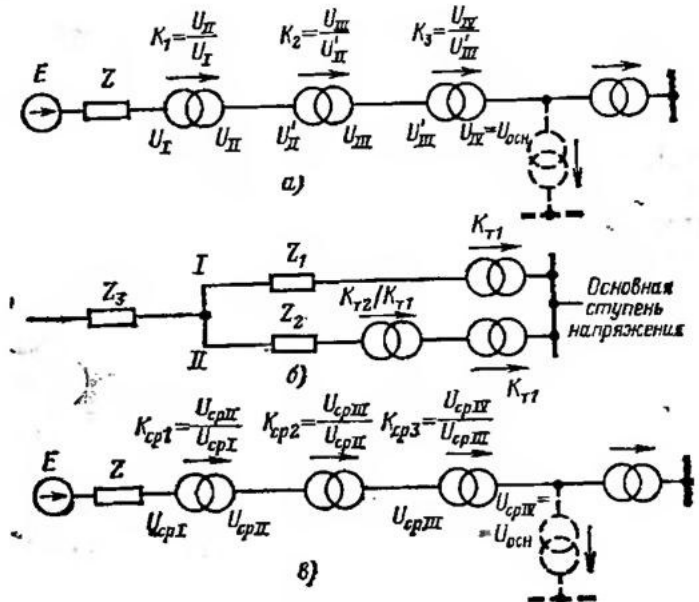 K₁ = U_II / U_I K₂ = U_III / U'_II K₃ = U_IV / U'_III
E Z
U_I U_II U'_II U_III U'_III U_IV = U_осн
а)
I Z₁ K_т1
Z₃ K_т2/K_т1 Основная
ступень
напряжения
II Z₂
б) K_т1
K_ср1 = U_срII / U_срI K_ср2 = U_срIII / U_срII K_ср3 = U_срIV / U_срIII
E Z
U_срI U_срII U_срIII U_срIV =
= U_осн
в)